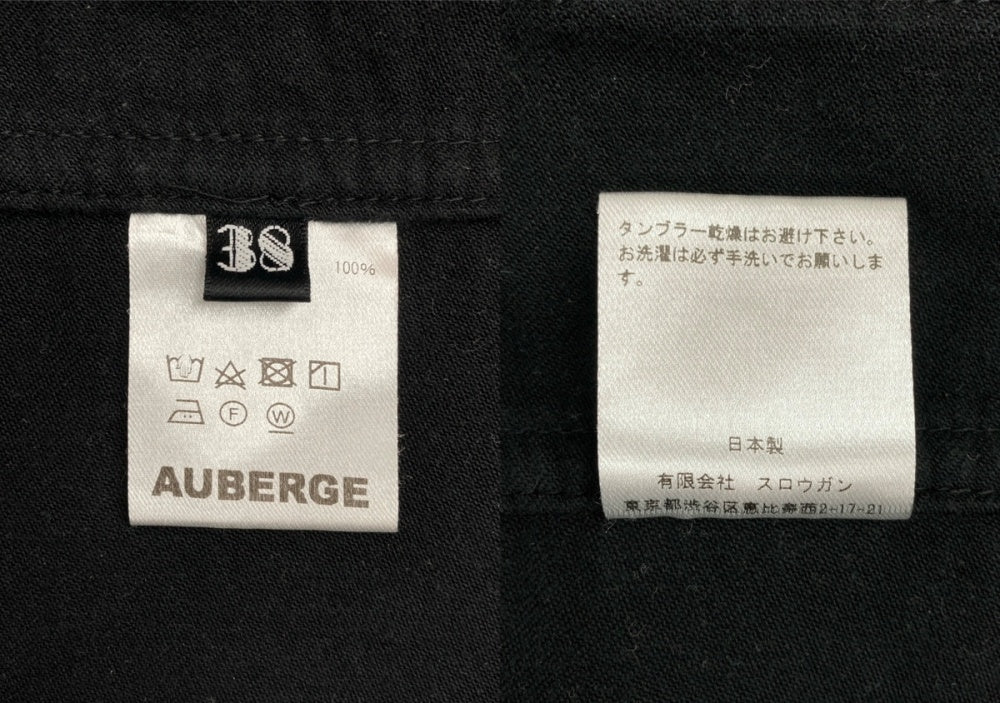 38
100%
F
W
AUBERGE
タンブラー乾燥はお避け下さい。
お洗濯は必ず手洗いでお願いしま
す。
日本製
有限会社 スロウガン
東京都渋谷区恵比寿西2-17-21